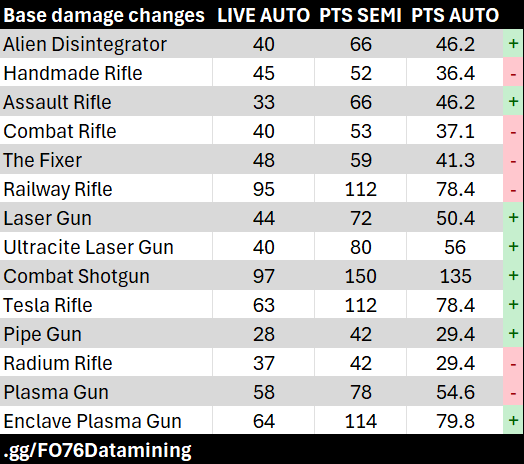 Base damage changes LIVE AUTO PTS SEMI PTS AUTO
Alien Disintegrator 40 66 46.2 +
Handmade Rifle 45 52 36.4 -
Assault Rifle 33 66 46.2 +
Combat Rifle 40 53 37.1 -
The Fixer 48 59 41.3 -
Railway Rifle 95 112 78.4 -
Laser Gun 44 72 50.4 +
Ultracite Laser Gun 40 80 56 +
Combat Shotgun 97 150 135 +
Tesla Rifle 63 112 78.4 +
Pipe Gun 28 42 29.4 +
Radium Rifle 37 42 29.4 -
Plasma Gun 58 78 54.6 -
Enclave Plasma Gun 64 114 79.8 +
.gg/FO76Datamining